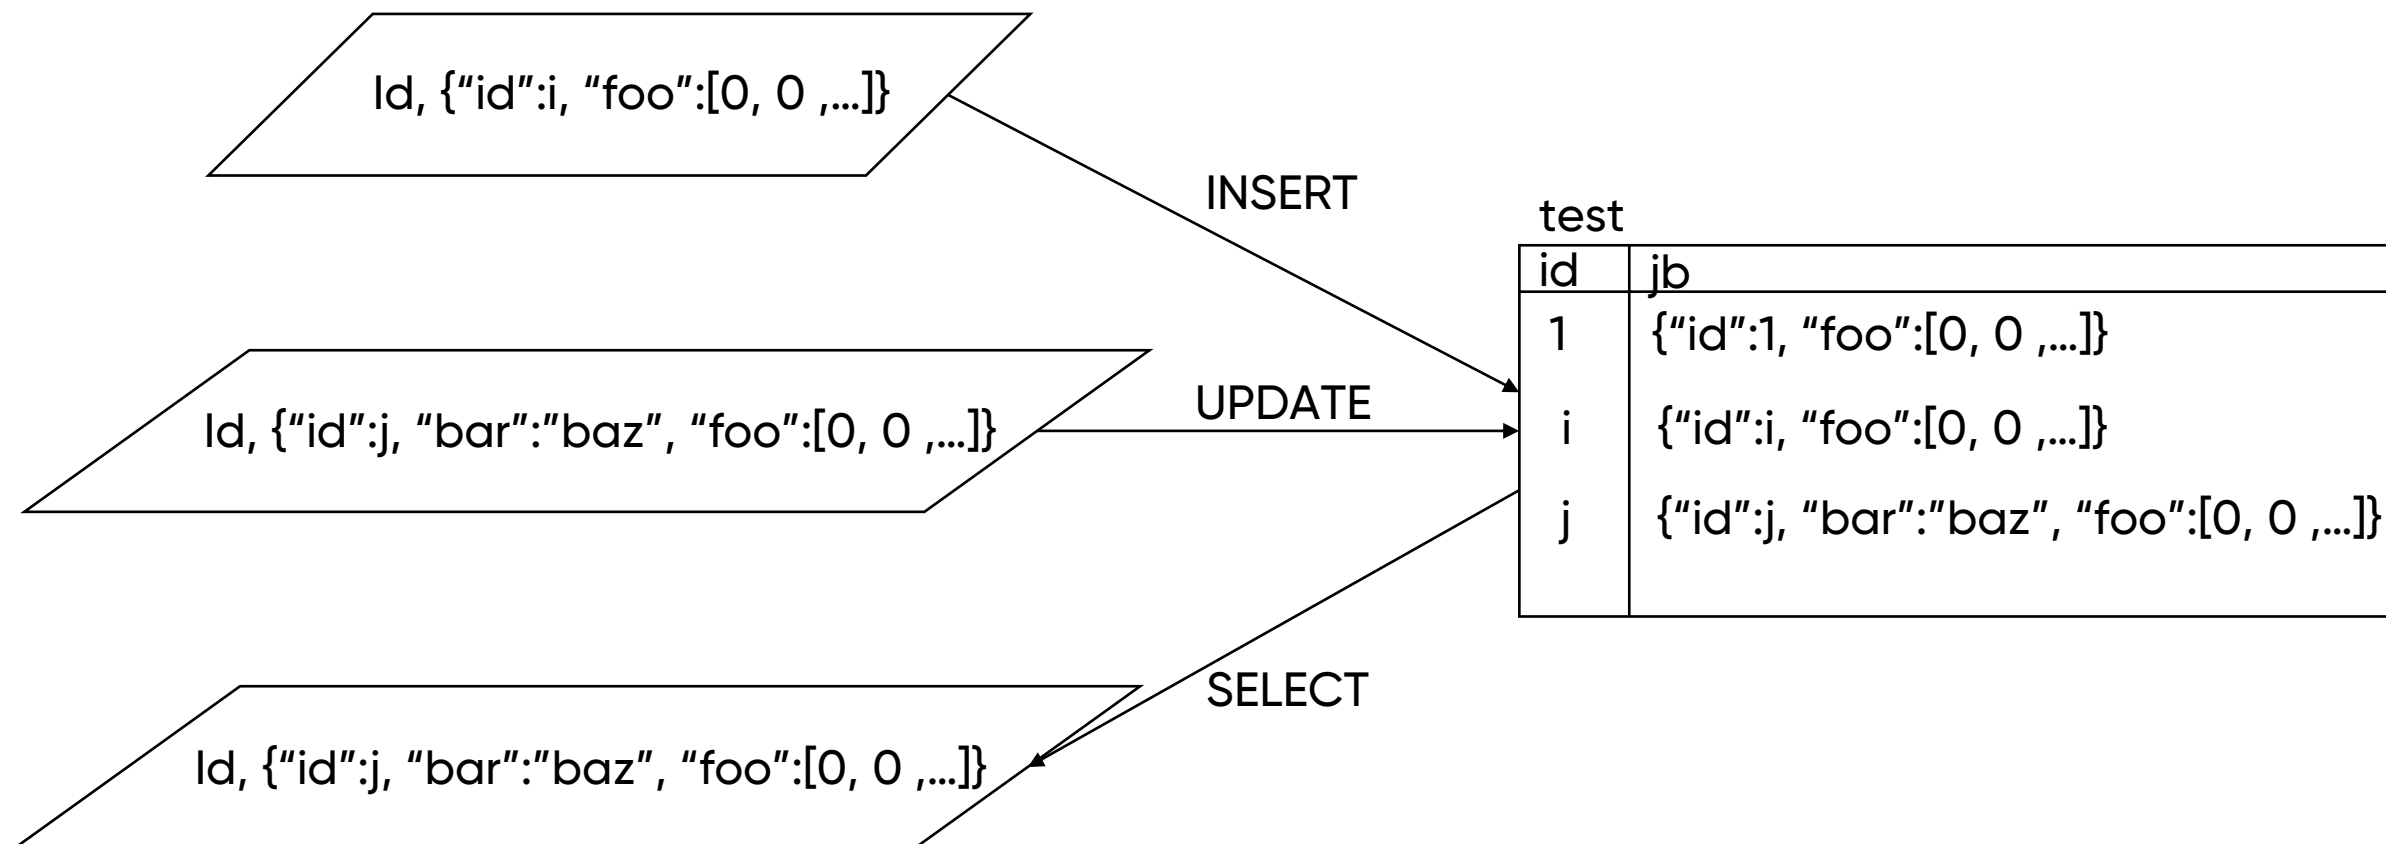 Id, {“id”:i, “foo”:[0, 0 ,...]}
INSERT
test
id jb
1 {“id”:1, “foo”:[0, 0 ,...]}
UPDATE
i {“id”:i, “foo”:[0, 0 ,...]}
Id, {“id”:j, “bar”:”baz”, “foo”:[0, 0 ,...]}
j {“id”:j, “bar”:”baz”, “foo”:[0, 0 ,...]}
SELECT
Id, {“id”:j, “bar”:”baz”, “foo”:[0, 0 ,...]}